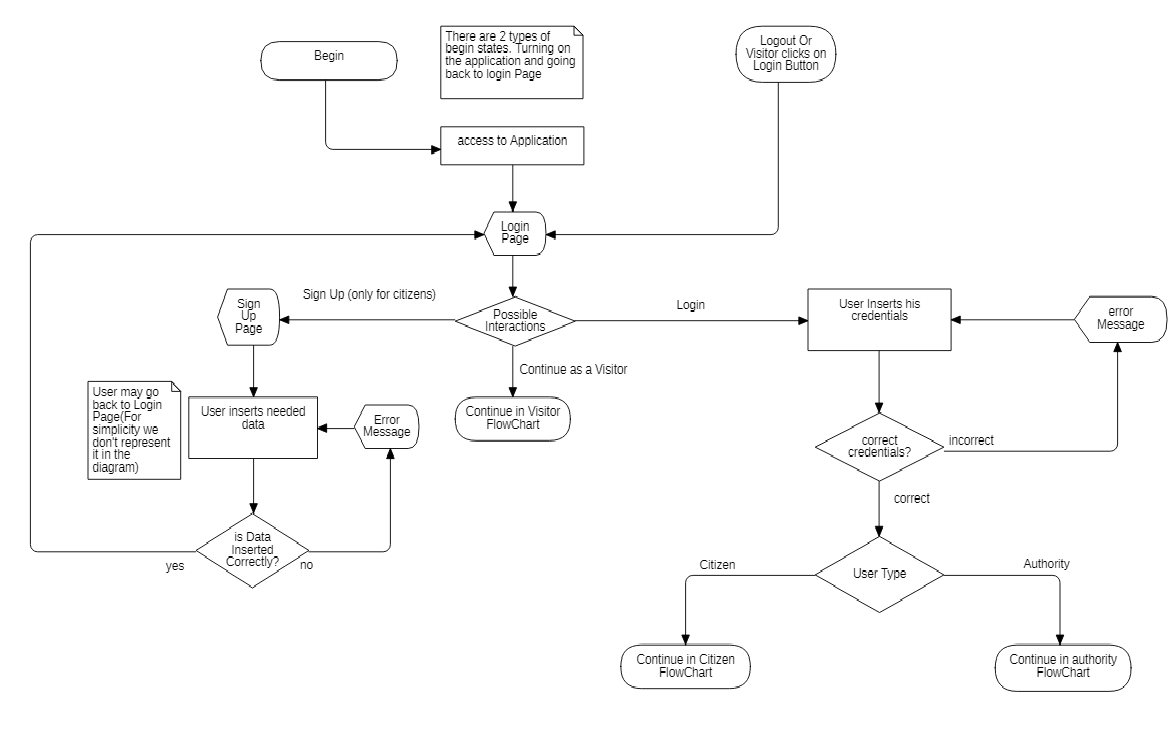 Begin
There are 2 types of
begin states. Turning on
the application and going
back to login Page
Logout Or
Visitor clicks on
Login Button
access to Application
Login
Page
Sign Up (only for citizens)
Sign
Up
Page
Possible
Interactions
Login
User Inserts his
credentials
error
Message
Continue as a Visitor
User may go
back to Login
Page(For
simplicity we
don't represent
it in the
diagram)
User inserts needed
data
Error
Message
Continue in Visitor
FlowChart
correct
credentials?
incorrect
correct
is Data
Inserted
Correctly?
yes
no
Citizen
User Type
Authority
Continue in Citizen
FlowChart
Continue in authority
FlowChart